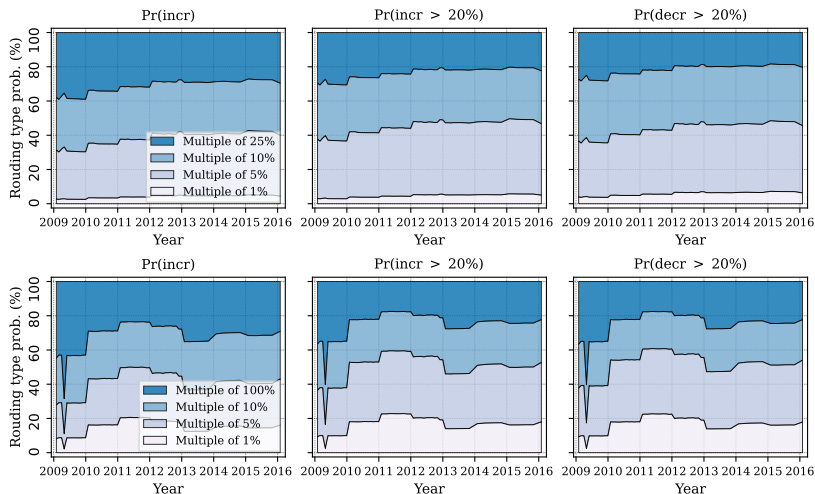 Pr(incr)
Pr(incr > 20%)
Pr(decr > 20%)
Rouding type prob. (%)
100
80
60
40
20
0
Multiple of 25%
Multiple of 10%
Multiple of 5%
Multiple of 1%
2009 2010 2011 2012 2013 2014 2015 2016
2009 2010 2011 2012 2013 2014 2015 2016
2009 2010 2011 2012 2013 2014 2015 2016
Year
Year
Year
Pr(incr)
Pr(incr > 20%)
Pr(decr > 20%)
Rouding type prob. (%)
100
80
60
40
20
0
Multiple of 100%
Multiple of 10%
Multiple of 5%
Multiple of 1%
2009 2010 2011 2012 2013 2014 2015 2016
2009 2010 2011 2012 2013 2014 2015 2016
2009 2010 2011 2012 2013 2014 2015 2016
Year
Year
Year